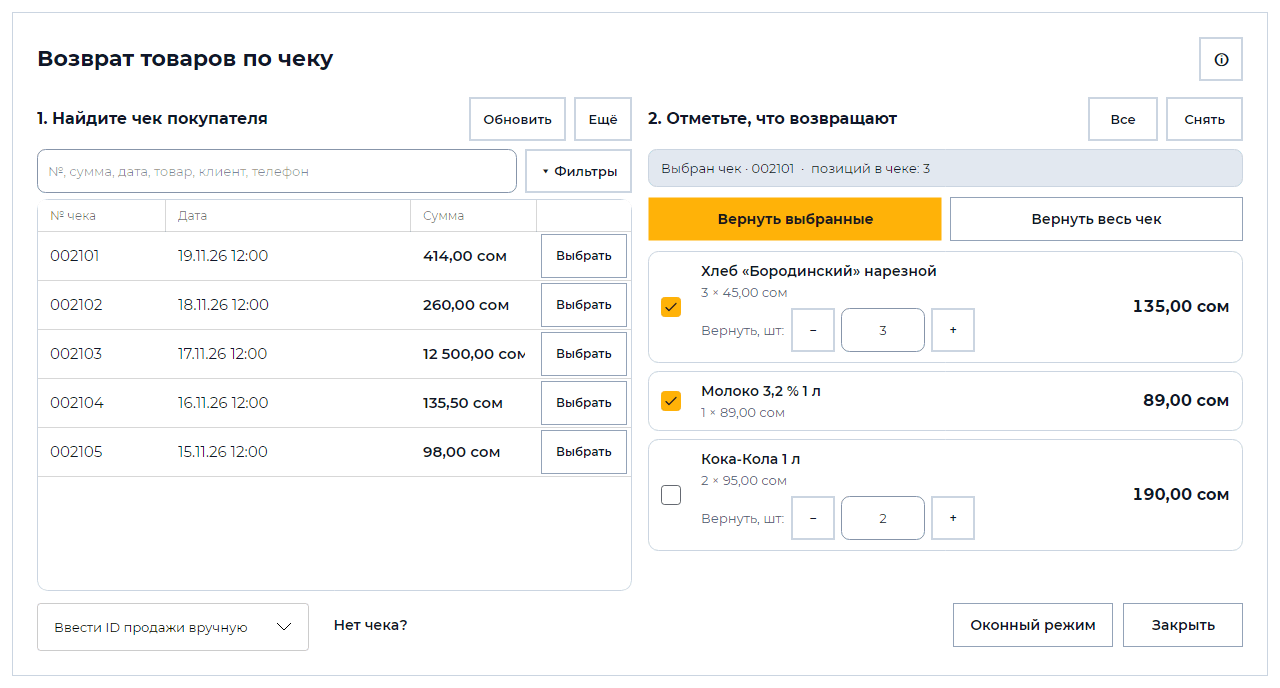 Возврат товаров по чеку
1. Найдите чек покупателя
Обновить
Ещё
№, сумма, дата, товар, клиент, телефон
▾ Фильтры
№ чека Дата Сумма
002101 19.11.26 12:00 414,00 сом Выбрать
002102 18.11.26 12:00 260,00 сом Выбрать
002103 17.11.26 12:00 12 500,00 сом Выбрать
002104 16.11.26 12:00 135,50 сом Выбрать
002105 15.11.26 12:00 98,00 сом Выбрать
Ввести ID продажи вручную
Нет чека?
2. Отметьте, что возвращают
Все
Снять
Выбран чек · 002101 · позиций в чеке: 3
Вернуть выбранные
Вернуть весь чек
Хлеб «Бородинский» нарезной
3 × 45,00 сом
135,00 сом
Вернуть, шт: − 3 +
Молоко 3,2 % 1 л
1 × 89,00 сом
89,00 сом
Кока-Кола 1 л
2 × 95,00 сом
190,00 сом
Вернуть, шт: − 2 +
Оконный режим
Закрыть